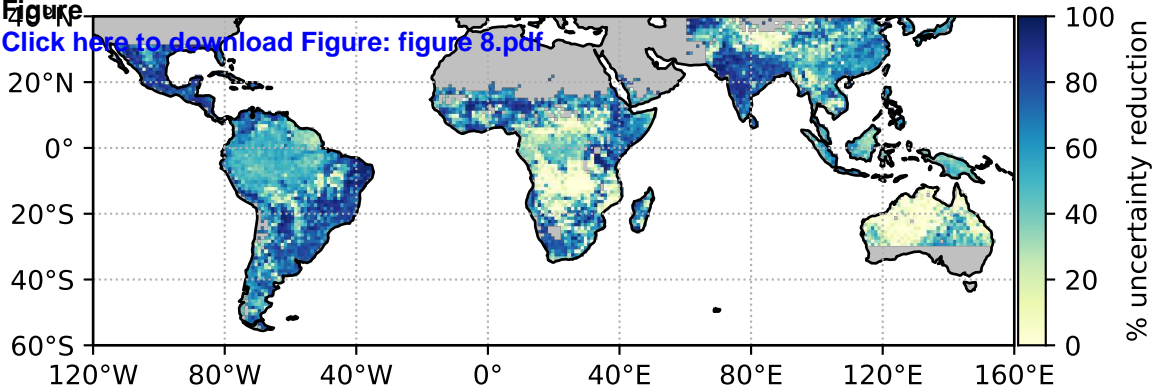 Figure
Click here to download Figure: figure 8.pdf
40°N
20°N
0°
20°S
40°S
60°S
120°W 80°W 40°W 0° 40°E 80°E 120°E 160°E
100
80
60
40
20
0
% uncertainty reduction